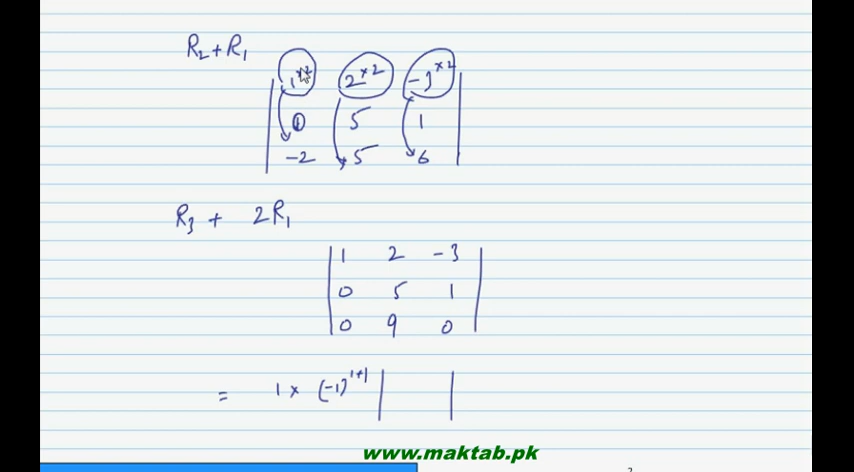 R₂ + R₁
| 1 ×2 2 ×2 -3 ×2 |
| 0 5 1 |
| -2 5 6 |
R₃ + 2R₁
| 1 2 -3 |
| 0 5 1 |
| 0 9 0 |
= 1 × (-1)¹⁺¹ | |
www.maktab.pk